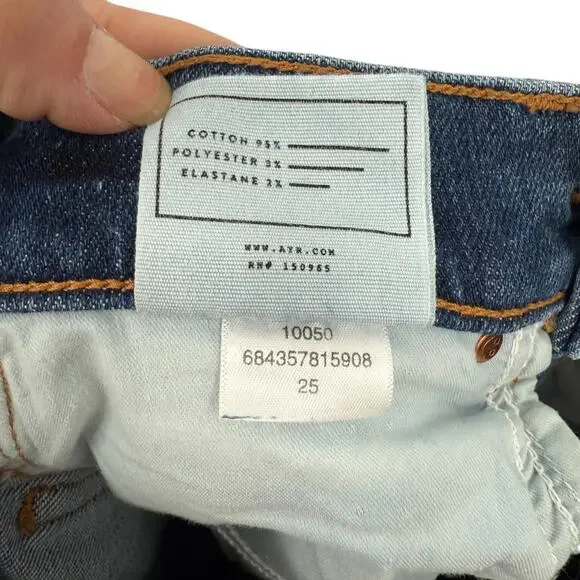 COTTON 95%
POLYESTER 3%
ELASTANE 2%
WWW.AYR.COM
RN# 150965
10050
684357815908
25